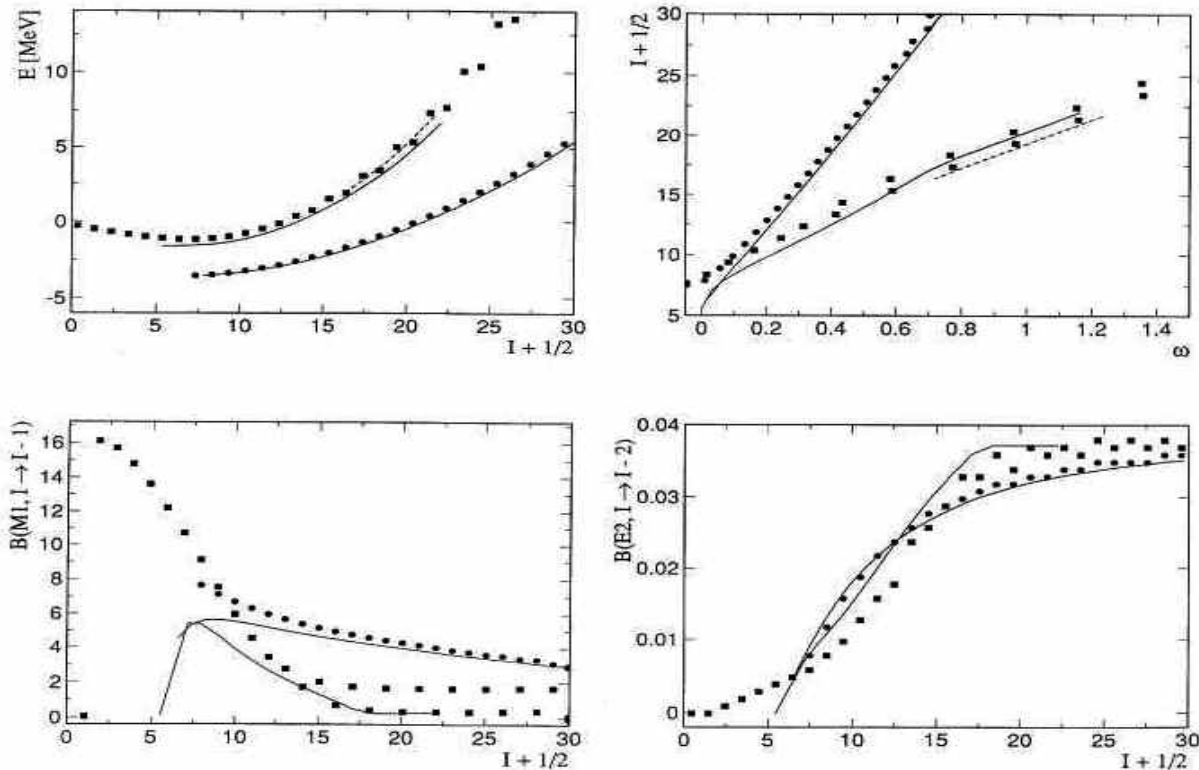 E [MeV]
10
5
0
-5
0 5 10 15 20 25 30
I + 1/2
I + 1/2
30
25
20
15
10
5
0 0.2 0.4 0.6 0.8 1 1.2 1.4
ω
B(M1, I → I - 1)
16
14
12
10
8
6
4
2
0
0 5 10 15 20 25 30
I + 1/2
B(E2, I → I - 2)
0.04
0.03
0.02
0.01
0
0 5 10 15 20 25 30
I + 1/2